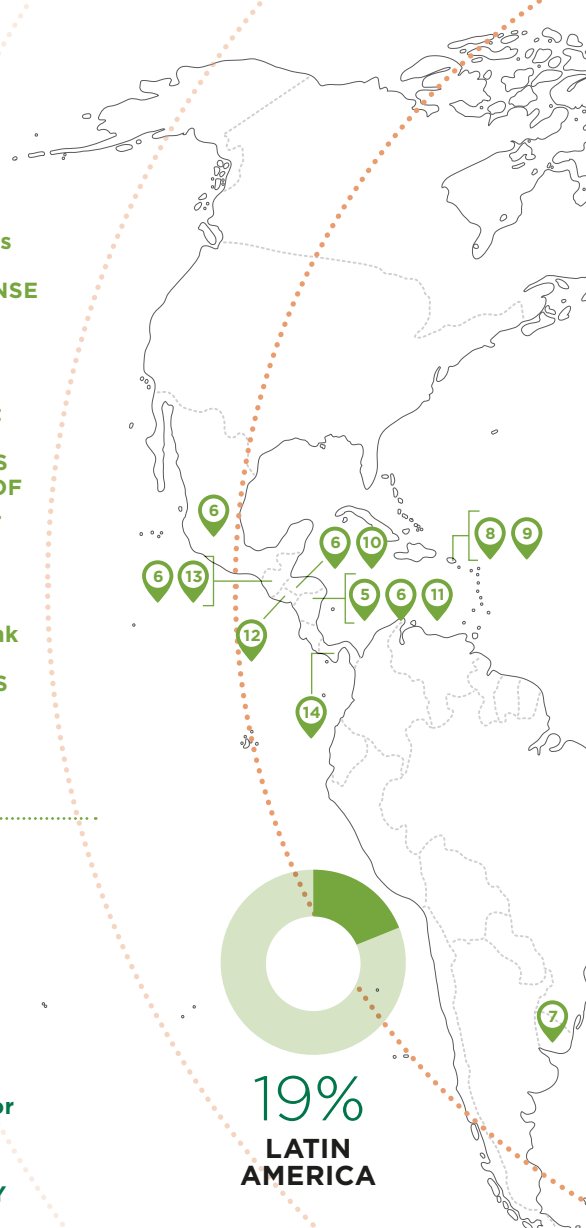 s
NSE
S
OF
nk
S
6
6 10
8 9
6 13
5 6 11
12
14
7
19%
LATIN
AMERICA
or
Y